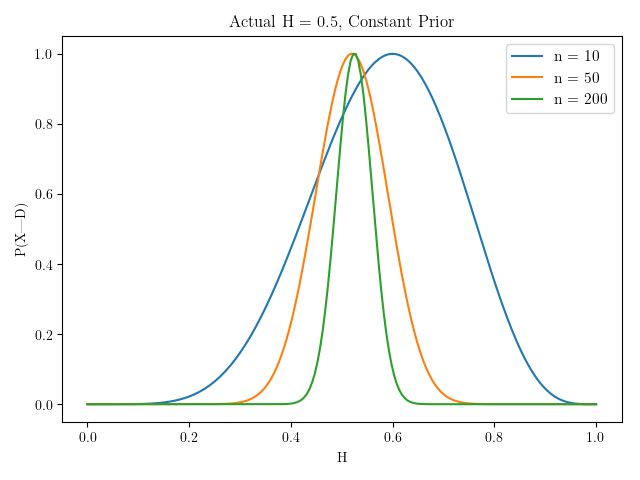 Actual H = 0.5, Constant Prior
n = 10
n = 50
n = 200
P(X—D)
1.0
0.8
0.6
0.4
0.2
0.0
0.0 0.2 0.4 0.6 0.8 1.0
H